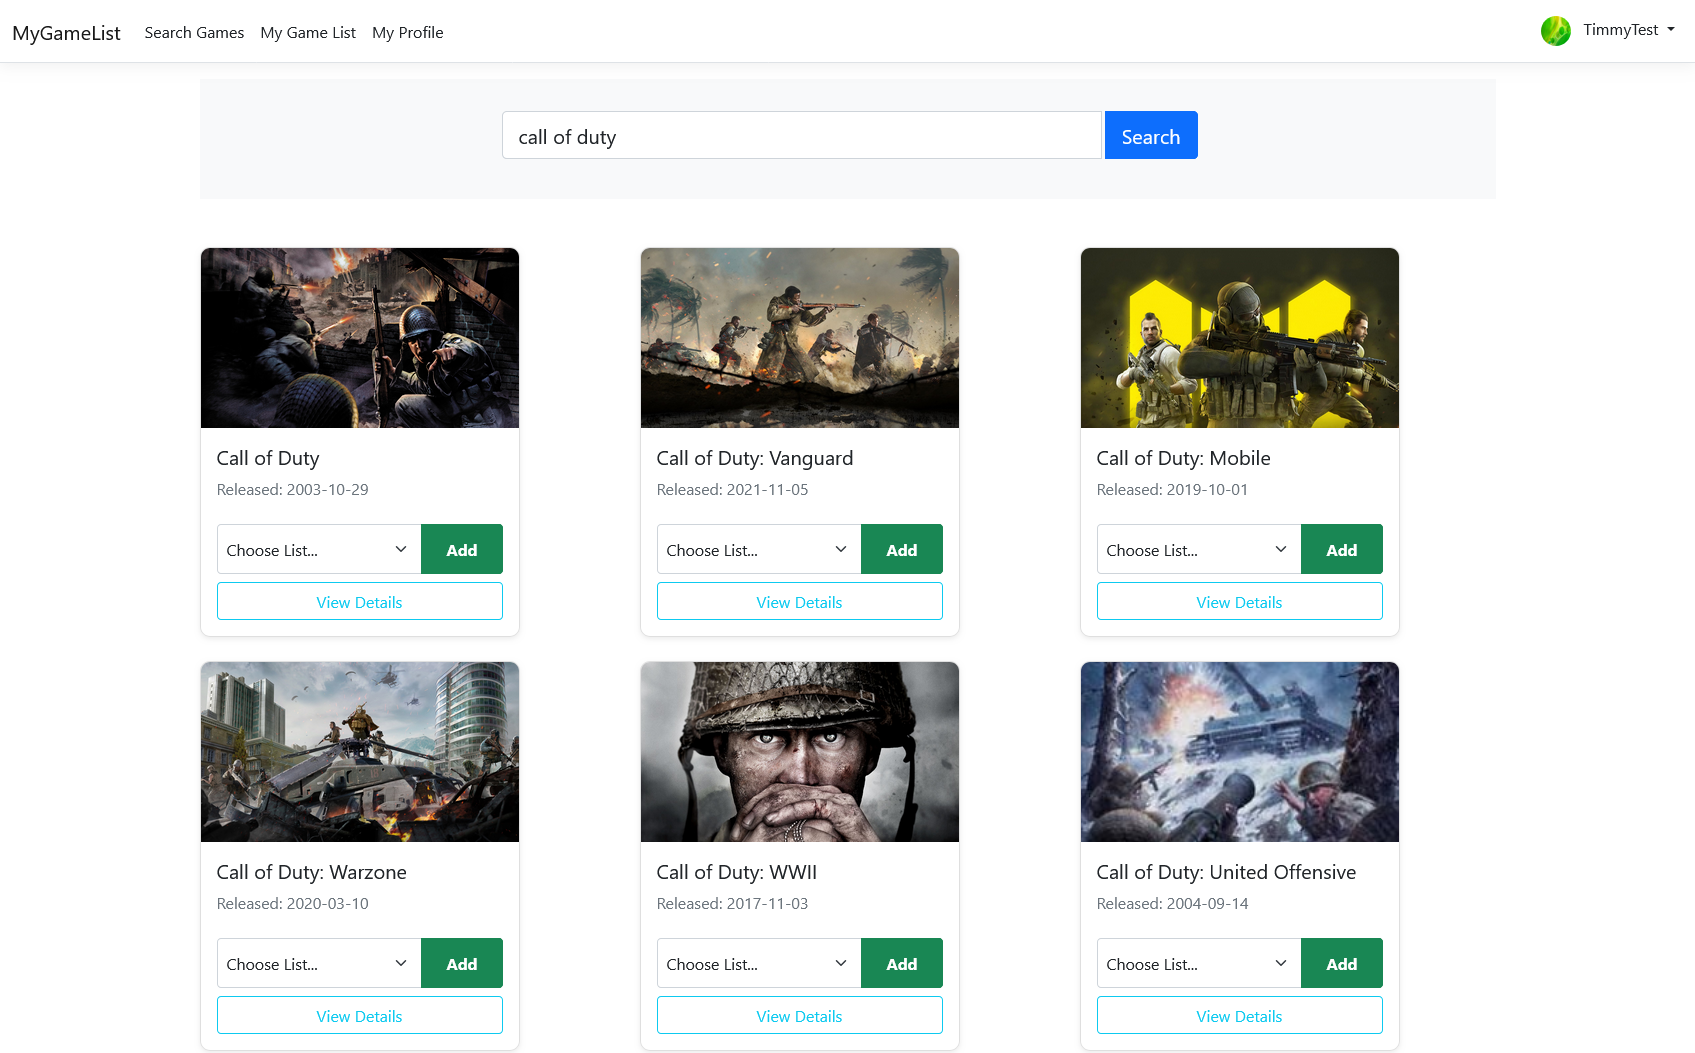 MyGameList Search Games My Game List My Profile TimmyTest
call of duty Search
Call of Duty
Released: 2003-10-29
Choose List... Add
View Details
Call of Duty: Vanguard
Released: 2021-11-05
Choose List... Add
View Details
Call of Duty: Mobile
Released: 2019-10-01
Choose List... Add
View Details
Call of Duty: Warzone
Released: 2020-03-10
Choose List... Add
View Details
Call of Duty: WWII
Released: 2017-11-03
Choose List... Add
View Details
Call of Duty: United Offensive
Released: 2004-09-14
Choose List... Add
View Details